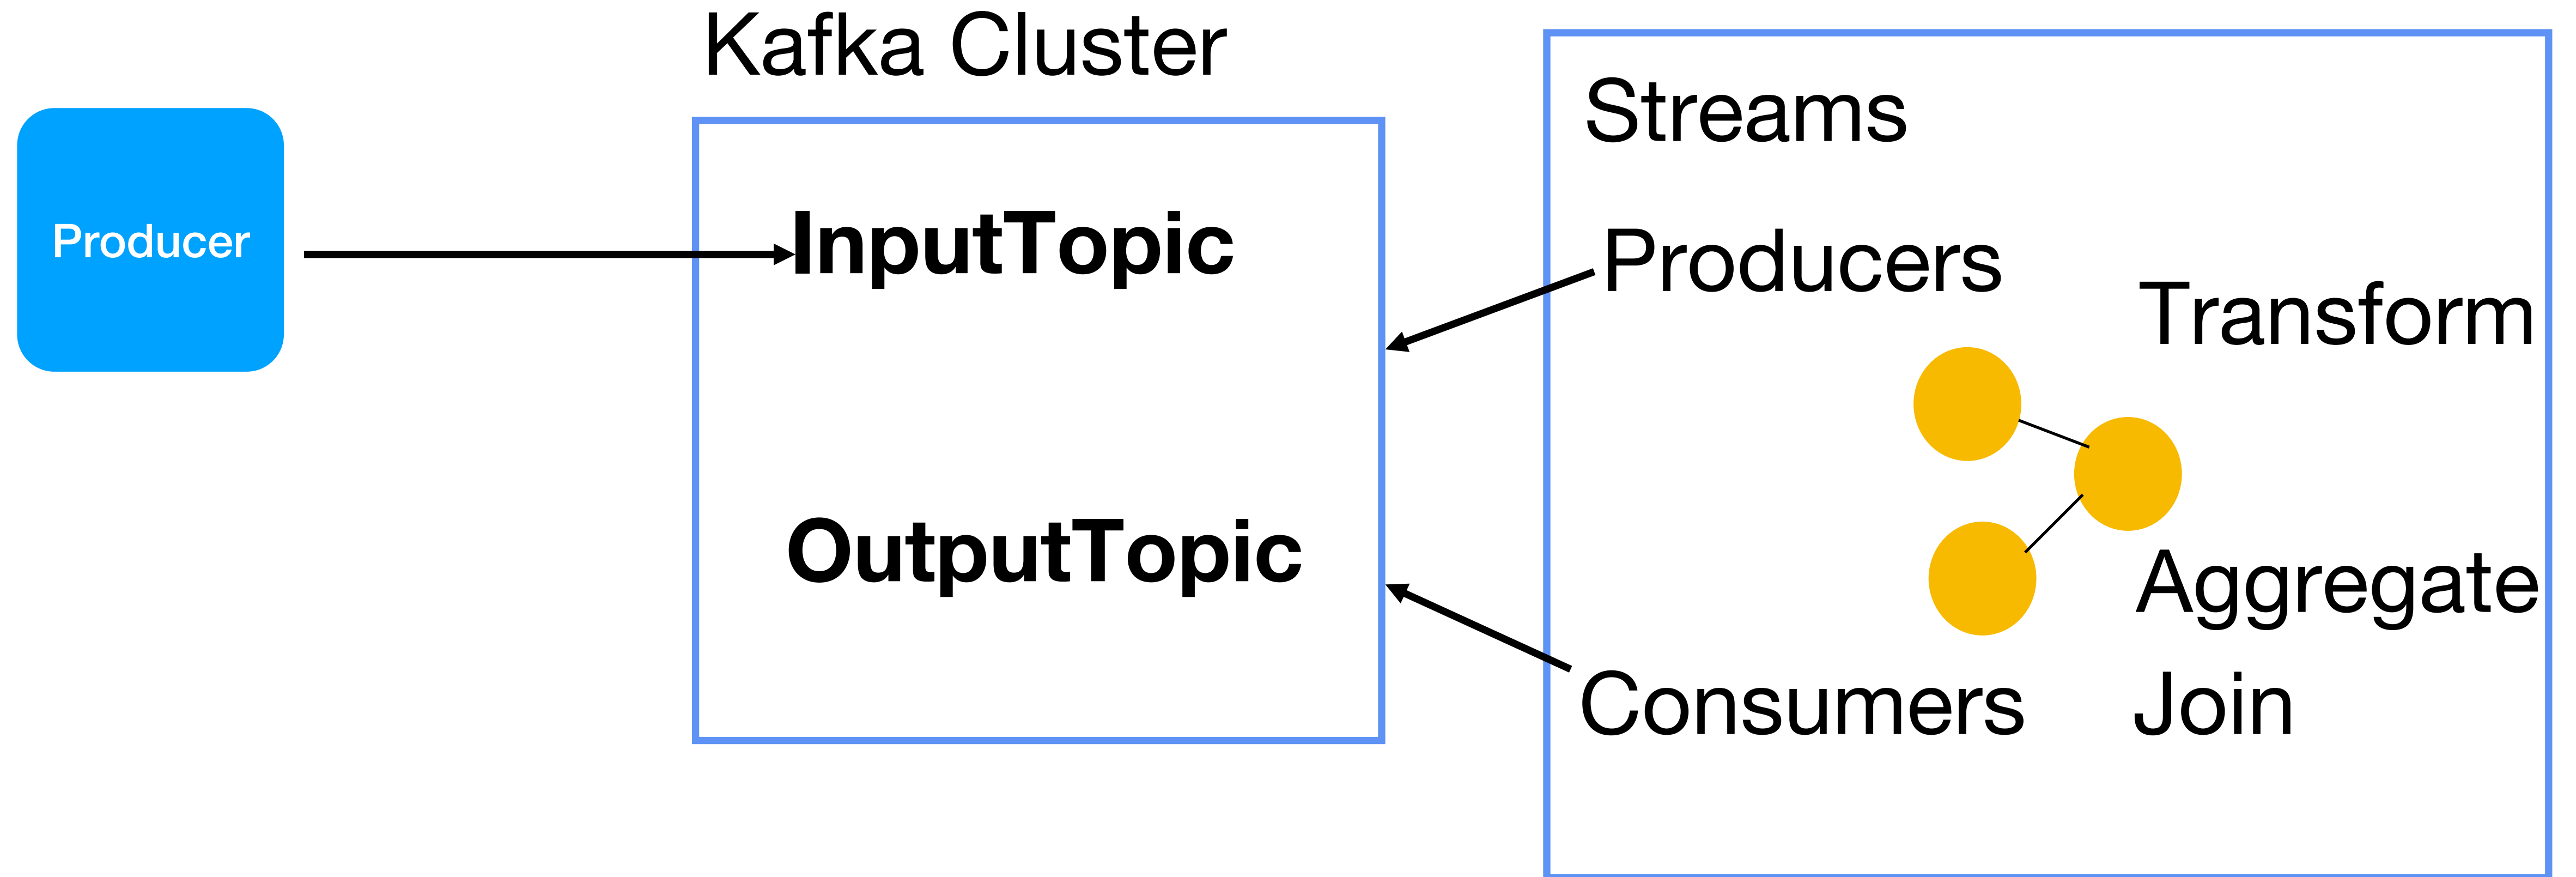 Kafka Cluster
Producer
InputTopic
OutputTopic
Streams
Producers
Transform
Aggregate
Consumers
Join